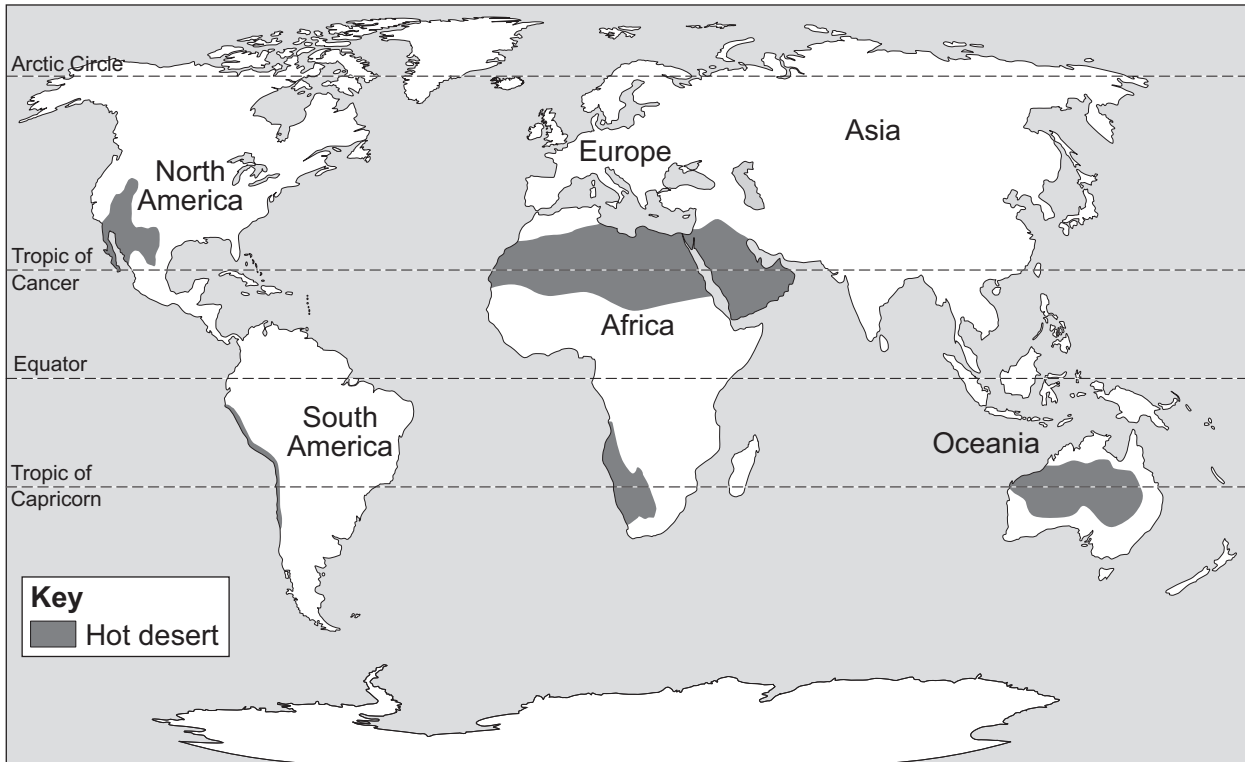 Arctic Circle
Asia
Europe
North
America
Tropic of
Cancer
Africa
Equator
South
America
Oceania
Tropic of
Capricorn
Key
Hot desert